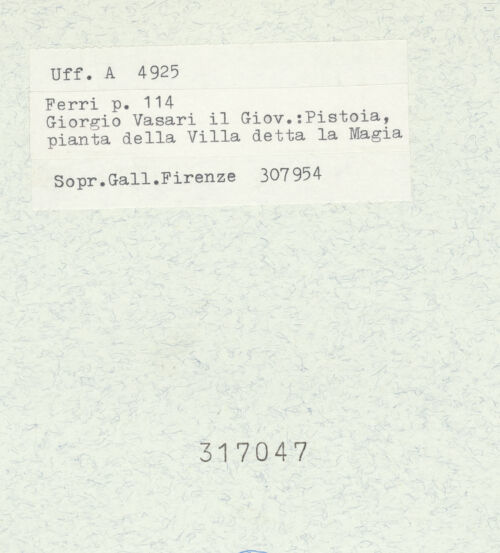 Uff. A 4925
Ferri p. 114
Giorgio Vasari il Giov.:Pistoia,
pianta della Villa detta la Magia
Sopr.Gall.Firenze 307954
317047